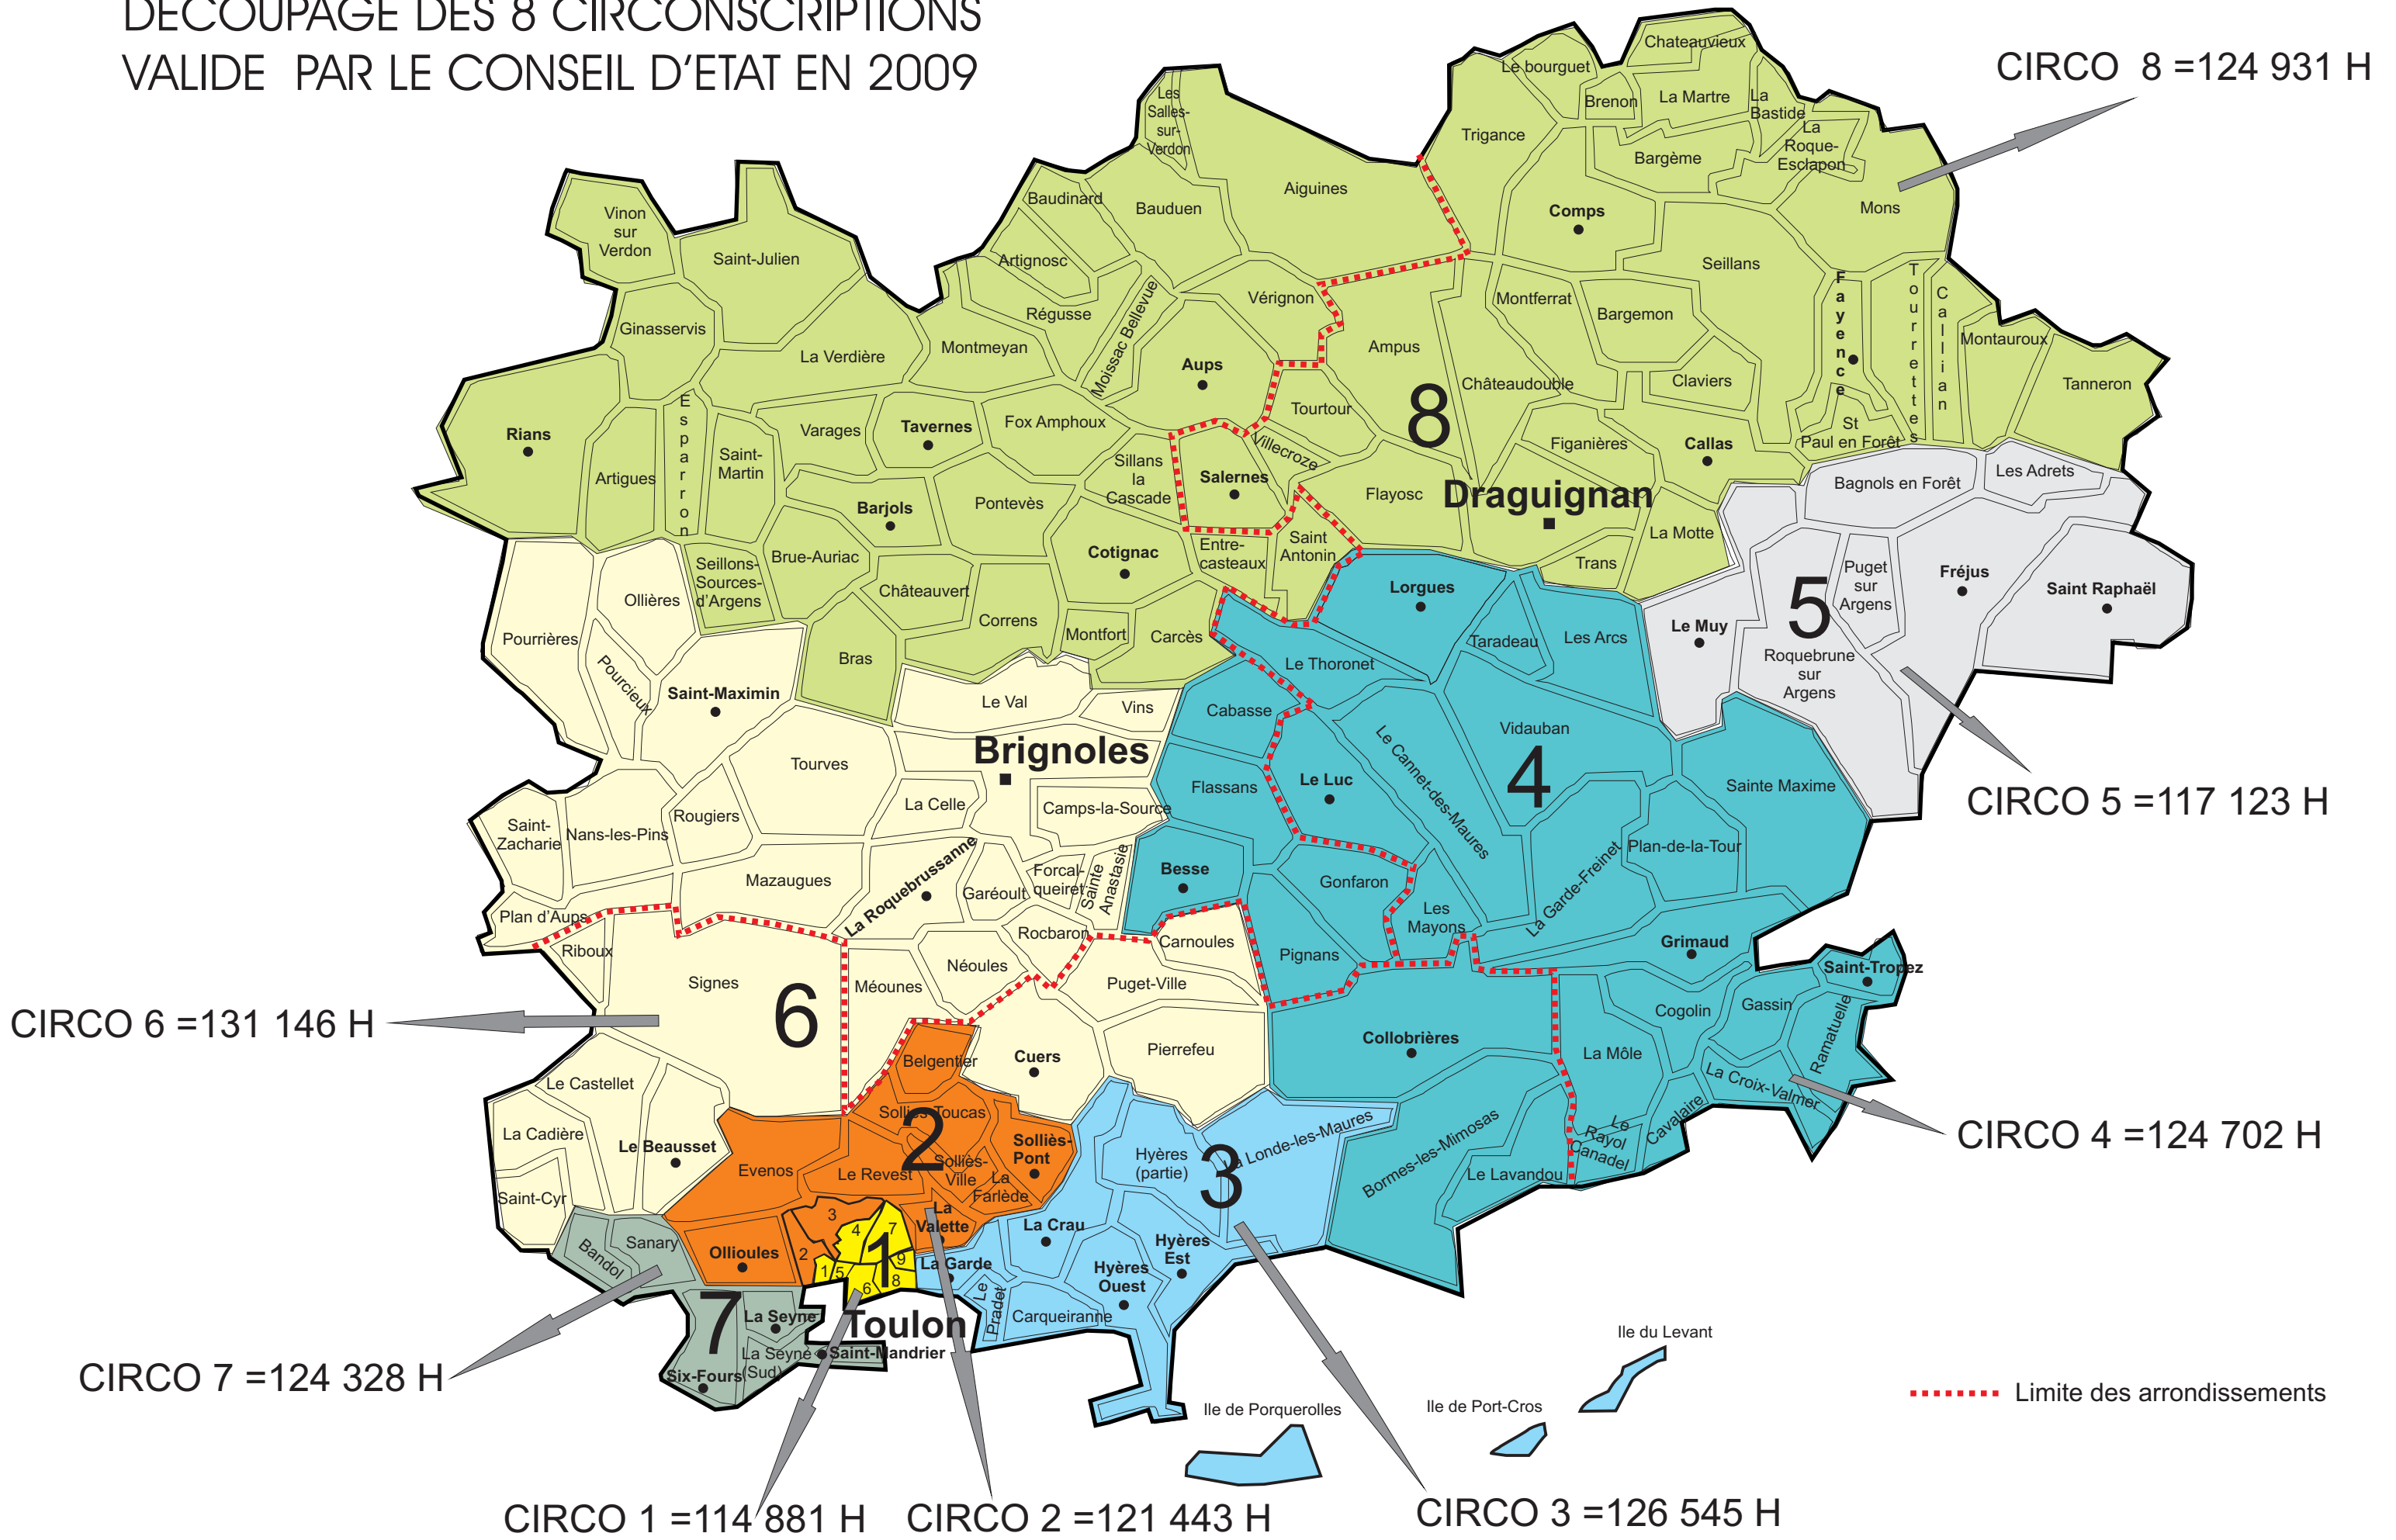 DECOUPAGE DES 8 CIRCONSCRIPTIONS
VALIDE PAR LE CONSEIL D'ETAT EN 2009
CIRCO 8 =124 931 H
Chateauvieux
Le bourguet
Brenon
La Martre
La
Bastide
La
Roque-
Esclapon
Trigance
Bargème
Mons
Comps
Seillans
Les
Salles-
sur-
Verdon
Aiguines
Baudinard
Bauduen
Artignosc
Vinon
sur
Verdon
Saint-Julien
Ginasservis
La Verdière
Montmeyan
Régusse
Moissac Bellevue
Vérignon
Aups
Ampus
Montferrat
Bargemon
Châteaudouble
Claviers
Fayence
Tourrettes
Callian
Montauroux
Tanneron
St
Paul en Forêt
Rians
Artigues
Esparron
Saint-
Martin
Varages
Tavernes
Fox Amphoux
Sillans
la
Cascade
Tourtour
Villecroze
Salernes
8
Figanières
Callas
Flayosc
Draguignan
La Motte
Trans
Barjols
Pontevès
Cotignac
Entre-
casteaux
Saint
Antonin
Seillons-
Sources-
d'Argens
Brue-Auriac
Châteauvert
Correns
Montfort
Carcès
Bras
Bagnols en Forêt
Les Adrets
Puget
sur
Argens
Fréjus
Saint Raphaël
5
Le Muy
Roquebrune
sur
Argens
CIRCO 5 =117 123 H
Pourrières
Ollières
Pourcieux
Saint-Maximin
Le Val
Vins
Brignoles
Tourves
La Celle
Camps-la-Source
Saint-
Zacharie
Nans-les-Pins
Rougiers
Mazaugues
La Roquebrussanne
Garéoult
Forcal-
queiret
Sainte
Anastasie
Plan d'Aups
Riboux
Signes
Rocbaron
Néoules
Méounes
Carnoules
Puget-Ville
Pierrefeu
Cuers
6
CIRCO 6 =131 146 H
Le Castellet
La Cadière
Le Beausset
Saint-Cyr
Lorgues
Taradeau
Les Arcs
Le Thoronet
Cabasse
Vidauban
4
Le Cannet-des-Maures
Le Luc
Flassans
Sainte Maxime
Plan-de-la-Tour
La Garde-Freinet
Besse
Gonfaron
Les
Mayons
Pignans
Grimaud
Saint-Tropez
Gassin
Cogolin
Ramatuelle
La Môle
La Croix-Valmer
Collobrières
Le
Rayol
Canadel
Cavalaire
Bormes-les-Mimosas
Le Lavandou
CIRCO 4 =124 702 H
Belgentier
Solliès-Toucas
2
Solliès-
Pont
Solliès-
Ville
La
Farlède
Evenos
Le Revest
La
Valette
Ollioules
3
2
4
7
1
9
1
5
6
8
Toulon
Hyères
(partie)
3
La Londe-les-Maures
La Crau
Hyères
Est
Hyères
Ouest
La Garde
Le
Pradet
Carqueiranne
Bandol
Sanary
7
La Seyne
La Seyne
(Sud)
Saint-Mandrier
Six-Fours
CIRCO 7 =124 328 H
Ile du Levant
Ile de Port-Cros
Ile de Porquerolles
Limite des arrondissements
CIRCO 1 =114 881 H
CIRCO 2 =121 443 H
CIRCO 3 =126 545 H